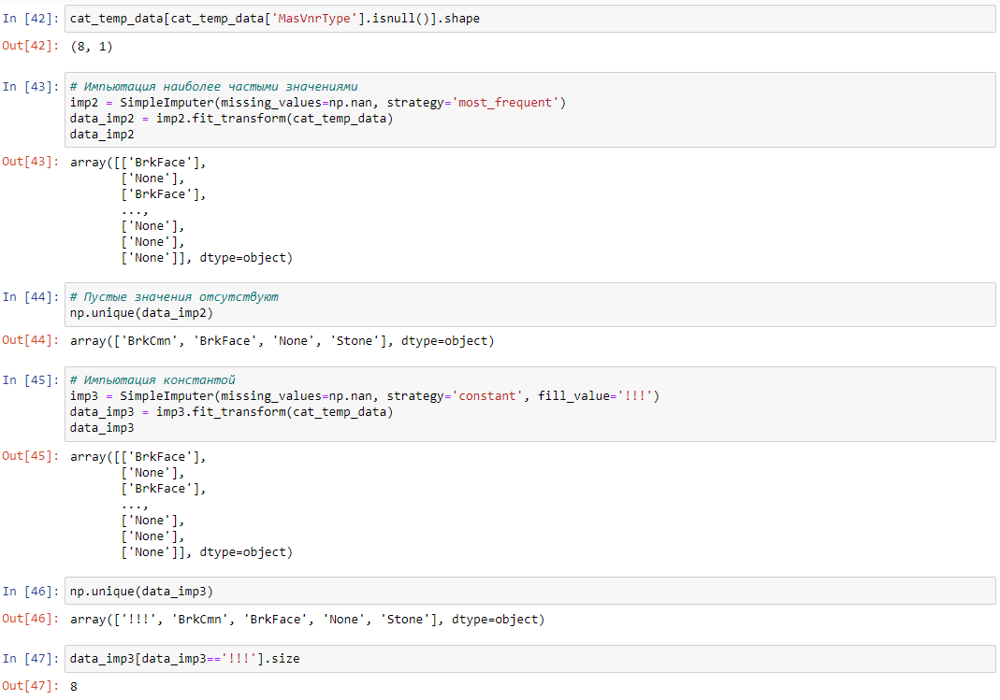 In [42]: cat_temp_data[cat_temp_data['MasVnrType'].isnull()].shape
Out[42]: (8, 1)
In [43]: # Импьютация наиболее частыми значениями
imp2 = SimpleImputer(missing_values=np.nan, strategy='most_frequent')
data_imp2 = imp2.fit_transform(cat_temp_data)
data_imp2
Out[43]: array([['BrkFace'],
['None'],
['BrkFace'],
...,
['None'],
['None'],
['None']], dtype=object)
In [44]: # Пустые значения отсутствуют
np.unique(data_imp2)
Out[44]: array(['BrkCmn', 'BrkFace', 'None', 'Stone'], dtype=object)
In [45]: # Импьютация константой
imp3 = SimpleImputer(missing_values=np.nan, strategy='constant', fill_value='!!!')
data_imp3 = imp3.fit_transform(cat_temp_data)
data_imp3
Out[45]: array([['BrkFace'],
['None'],
['BrkFace'],
...,
['None'],
['None'],
['None']], dtype=object)
In [46]: np.unique(data_imp3)
Out[46]: array(['!!!', 'BrkCmn', 'BrkFace', 'None', 'Stone'], dtype=object)
In [47]: data_imp3[data_imp3=='!!!'].size
Out[47]: 8